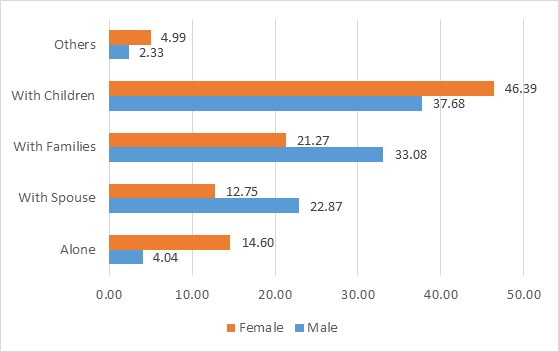 Others
4.99
2.33
With Children
46.39
37.68
With Families
21.27
33.08
With Spouse
12.75
22.87
Alone
14.60
4.04
0.00 10.00 20.00 30.00 40.00 50.00
Female Male